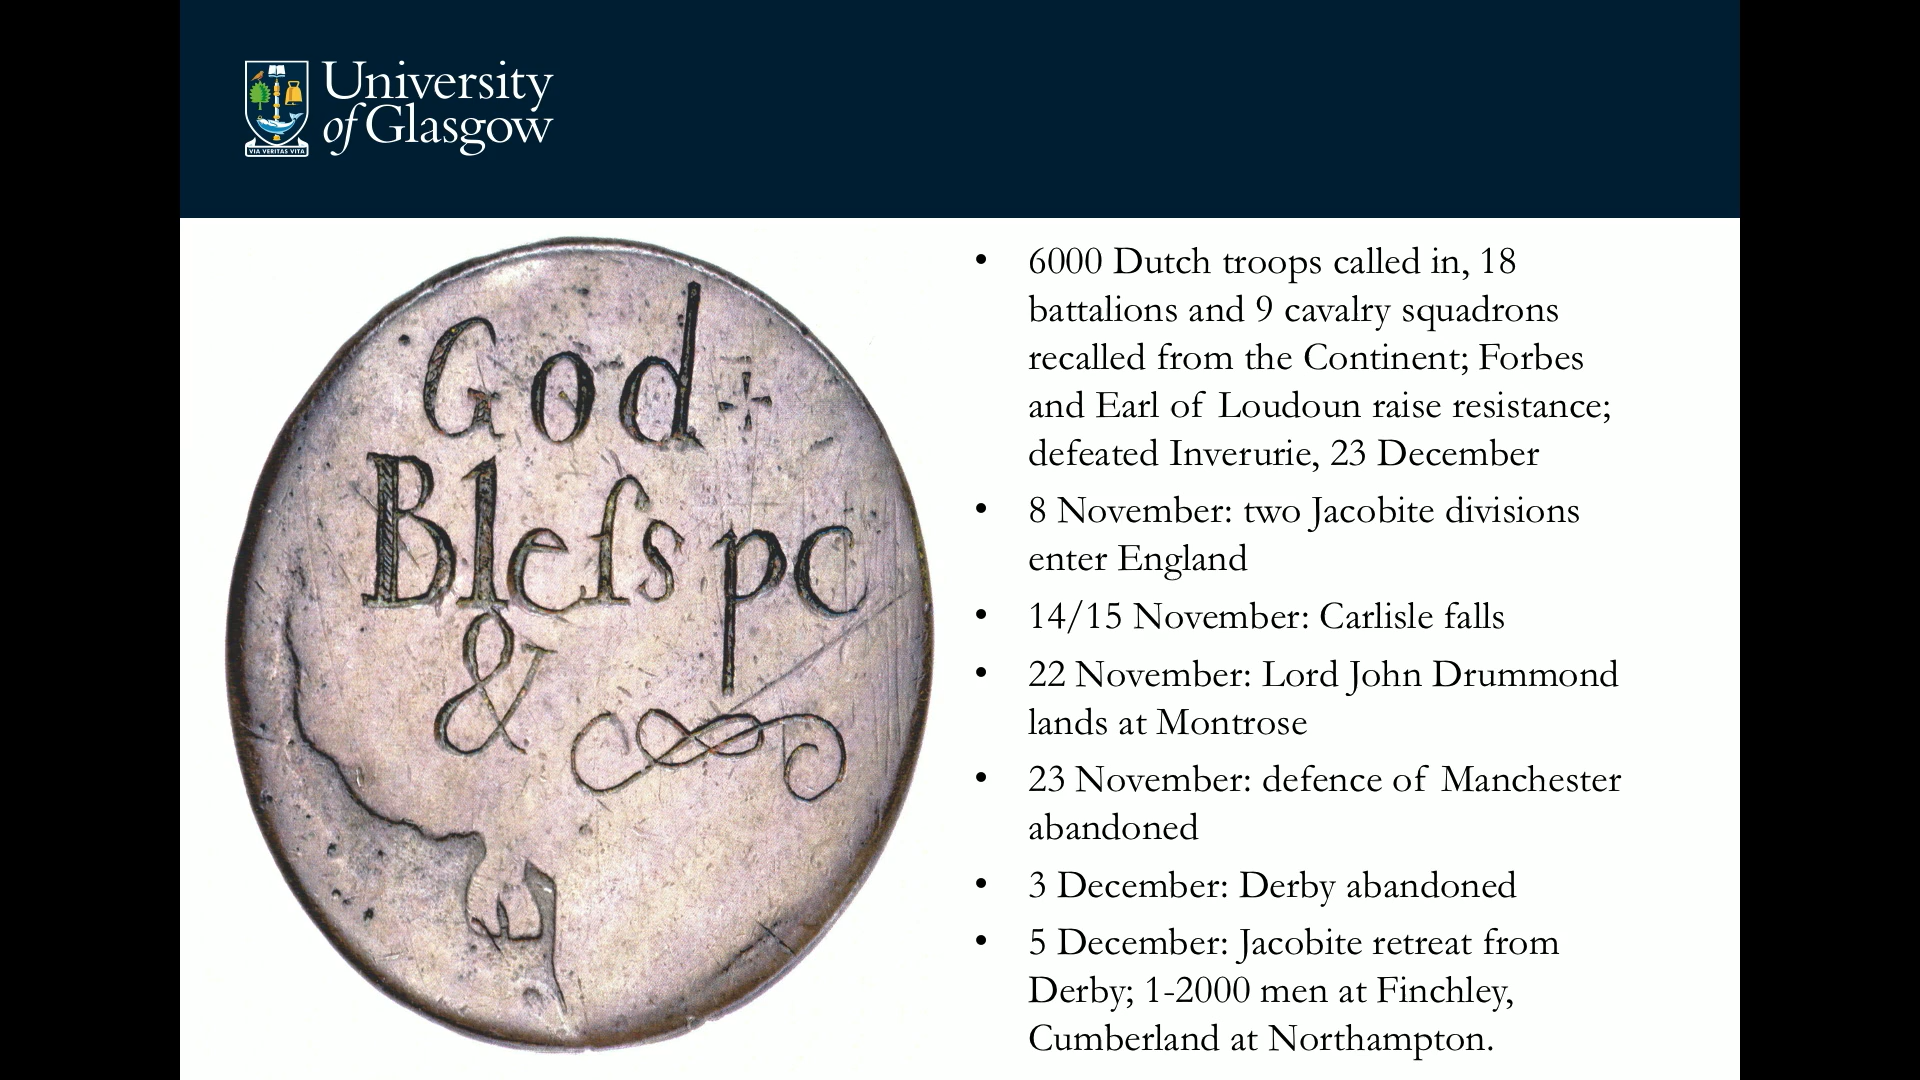 University
of Glasgow
VIA VERITAS VITA
God
Bleſs pc
&
• 6000 Dutch troops called in, 18
battalions and 9 cavalry squadrons
recalled from the Continent; Forbes
and Earl of Loudoun raise resistance;
defeated Inverurie, 23 December
• 8 November: two Jacobite divisions
enter England
• 14/15 November: Carlisle falls
• 22 November: Lord John Drummond
lands at Montrose
• 23 November: defence of Manchester
abandoned
• 3 December: Derby abandoned
• 5 December: Jacobite retreat from
Derby; 1-2000 men at Finchley,
Cumberland at Northampton.